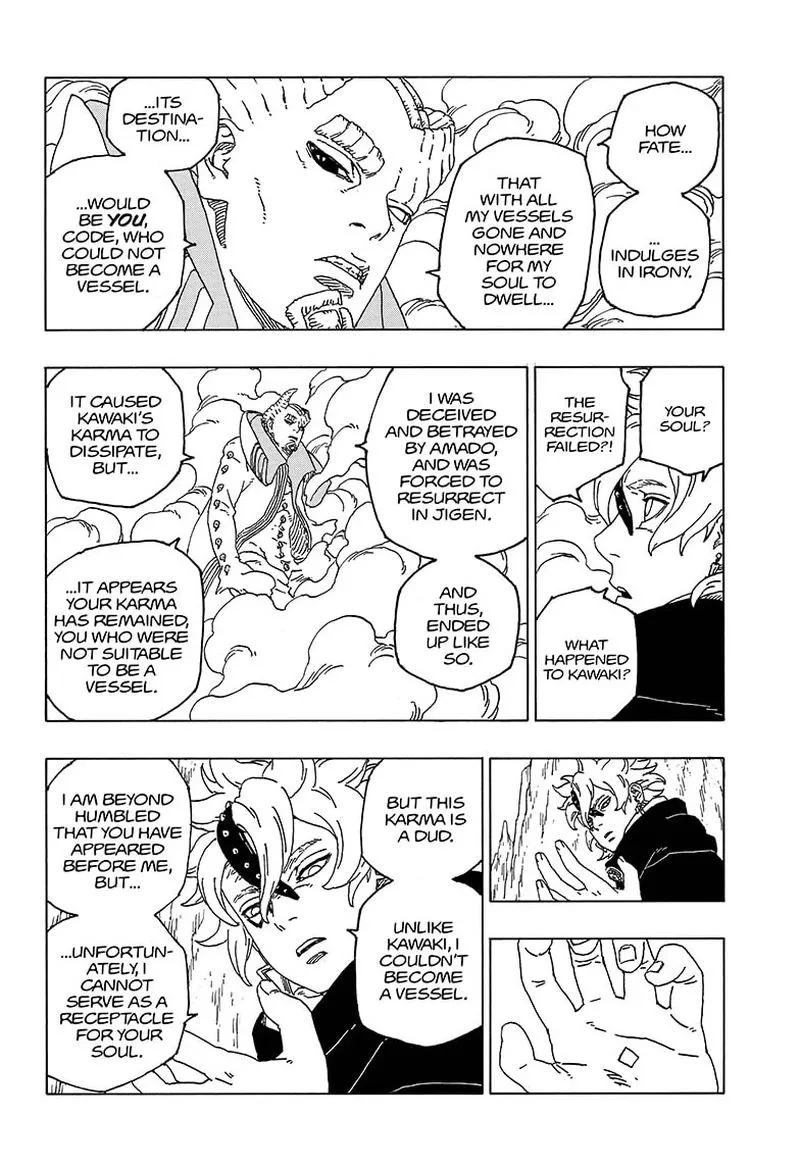 HOW
FATE...
...
INDULGES
IN IRONY.
THAT
WITH ALL
MY VESSELS
GONE AND
NOWHERE
FOR MY
SOUL TO
DWELL...
...ITS
DESTINA-
TION...
...WOULD
BE YOU,
CODE, WHO
COULD NOT
BECOME A
VESSEL.
YOUR
SOUL?
THE
RESUR-
RECTION
FAILED?!
WHAT
HAPPENED
TO KAWAKI?
I WAS
DECEIVED
AND BETRAYED
BY AMADO,
AND WAS
FORCED TO
RESURRECT
IN JIGEN.
AND
THUS,
ENDED
UP LIKE
SO.
IT CAUSED
KAWAKI'S
KARMA TO
DISSIPATE,
BUT...
...IT APPEARS
YOUR KARMA
HAS REMAINED,
YOU WHO WERE
NOT SUITABLE
TO BE A
VESSEL.
BUT THIS
KARMA IS
A DUD.
UNLIKE
KAWAKI, I
COULDN'T
BECOME
A VESSEL.
I AM BEYOND
HUMBLED
THAT YOU HAVE
APPEARED
BEFORE ME,
BUT...
...UNFORTUN-
ATELY, I
CANNOT
SERVE AS A
RECEPTACLE
FOR YOUR
SOUL.